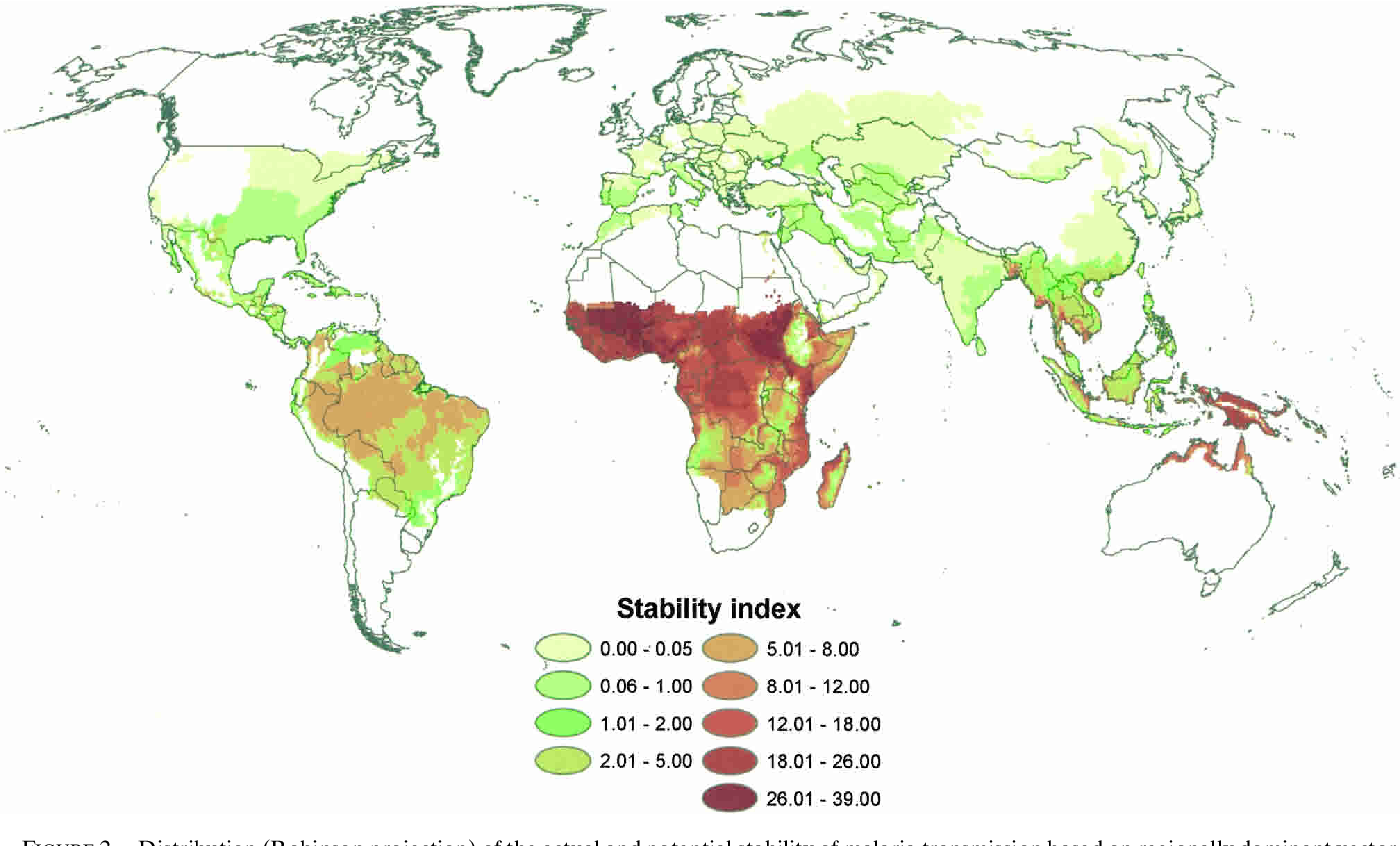 Stability index
0.00 - 0.05
0.06 - 1.00
1.01 - 2.00
2.01 - 5.00
5.01 - 8.00
8.01 - 12.00
12.01 - 18.00
18.01 - 26.00
26.01 - 39.00
FIGURE 2. Distribution (Robinson projection) of the actual and potential stability of malaria transmission based on regionally dominant vector